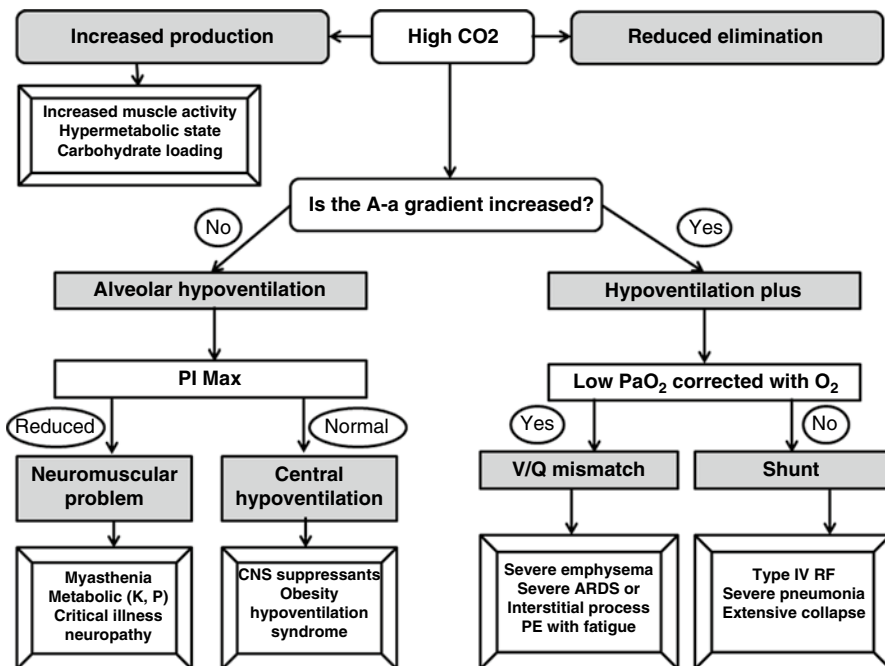 Increased production
High CO2
Reduced elimination
Increased muscle activity
Hypermetabolic state
Carbohydrate loading
Is the A-a gradient increased?
No
Yes
Alveolar hypoventilation
Hypoventilation plus
PI Max
Low PaO₂ corrected with O₂
Reduced
Normal
Yes
No
Neuromuscular
problem
Central
hypoventilation
V/Q mismatch
Shunt
Myasthenia
Metabolic (K, P)
Critical illness
neuropathy
CNS suppressants
Obesity
hypoventilation
syndrome
Severe emphysema
Severe ARDS or
Interstitial process
PE with fatigue
Type IV RF
Severe pneumonia
Extensive collapse